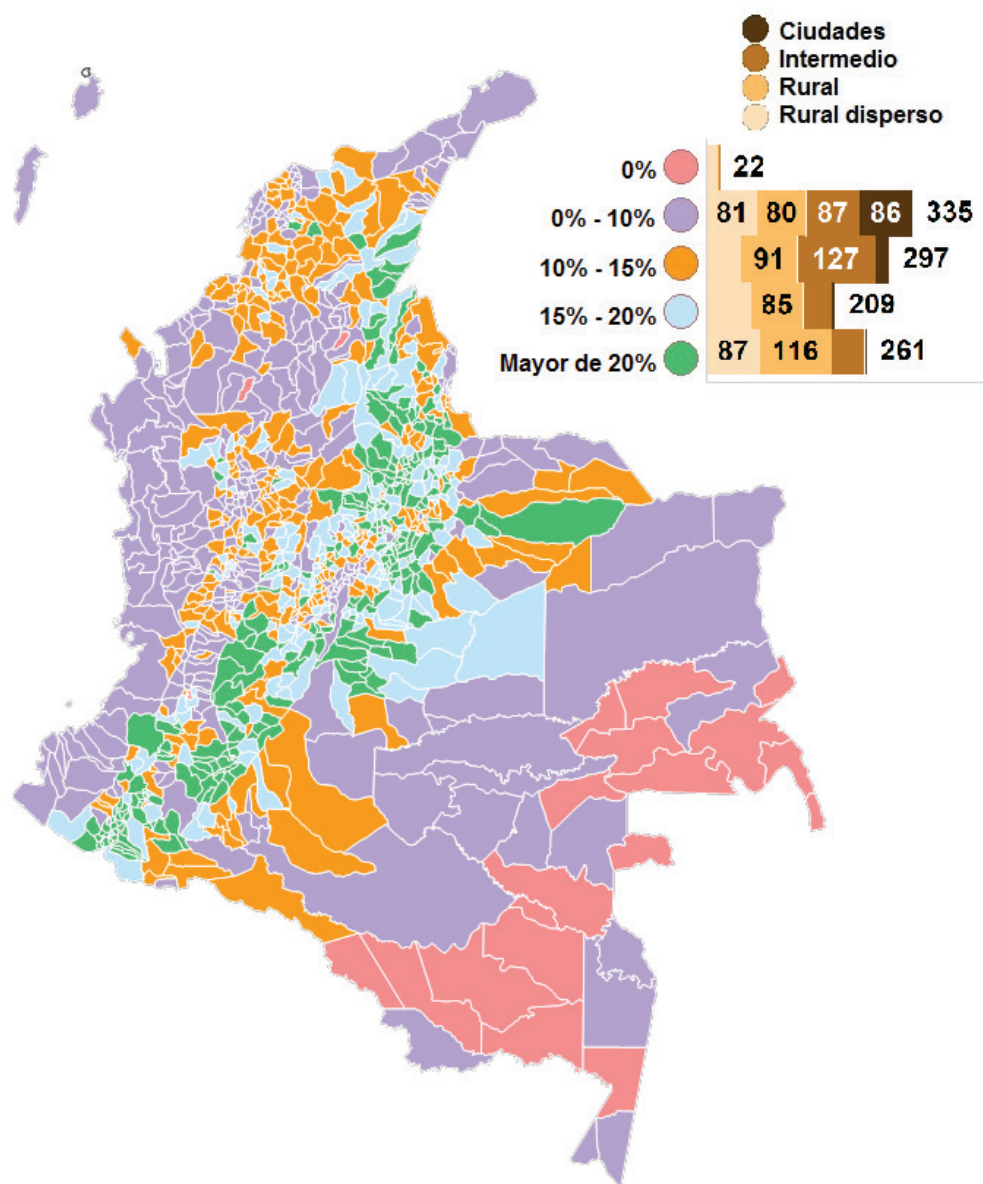 Ciudades
Intermedio
Rural
Rural disperso
0% 22
0% - 10% 81 80 87 86 335
10% - 15% 91 127 297
15% - 20% 85 209
Mayor de 20% 87 116 261